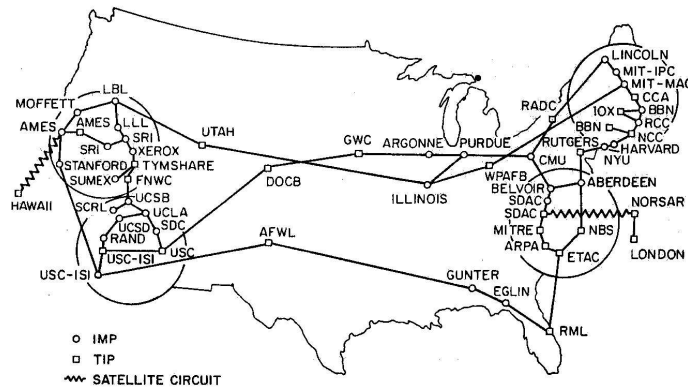 LINCOLN
MIT-IPC
MIT-MAC
CCA
BBN
RCC
NCC
HARVARD
NYU
RUTGERS
BBN
10X
RADC
LBL
MOFFETT
AMES
AMES
LLL
SRI
SRI
XEROX
TYMSHARE
STANFORD
SUMEX
FNWC
UCSB
SCRL
UCLA
UCSD
SDC
RAND
USC-ISI
USC
USC-ISI
HAWAII
UTAH
DOCB
GWC
ARGONNE
PURDUE
ILLINOIS
WPAFB
CMU
BELVOIR
ABERDEEN
SDAC
SDAC
NORSAR
MITRE
NBS
LONDON
ARPA
ETAC
AFWL
GUNTER
EGLIN
RML
IMP
TIP
SATELLITE CIRCUIT